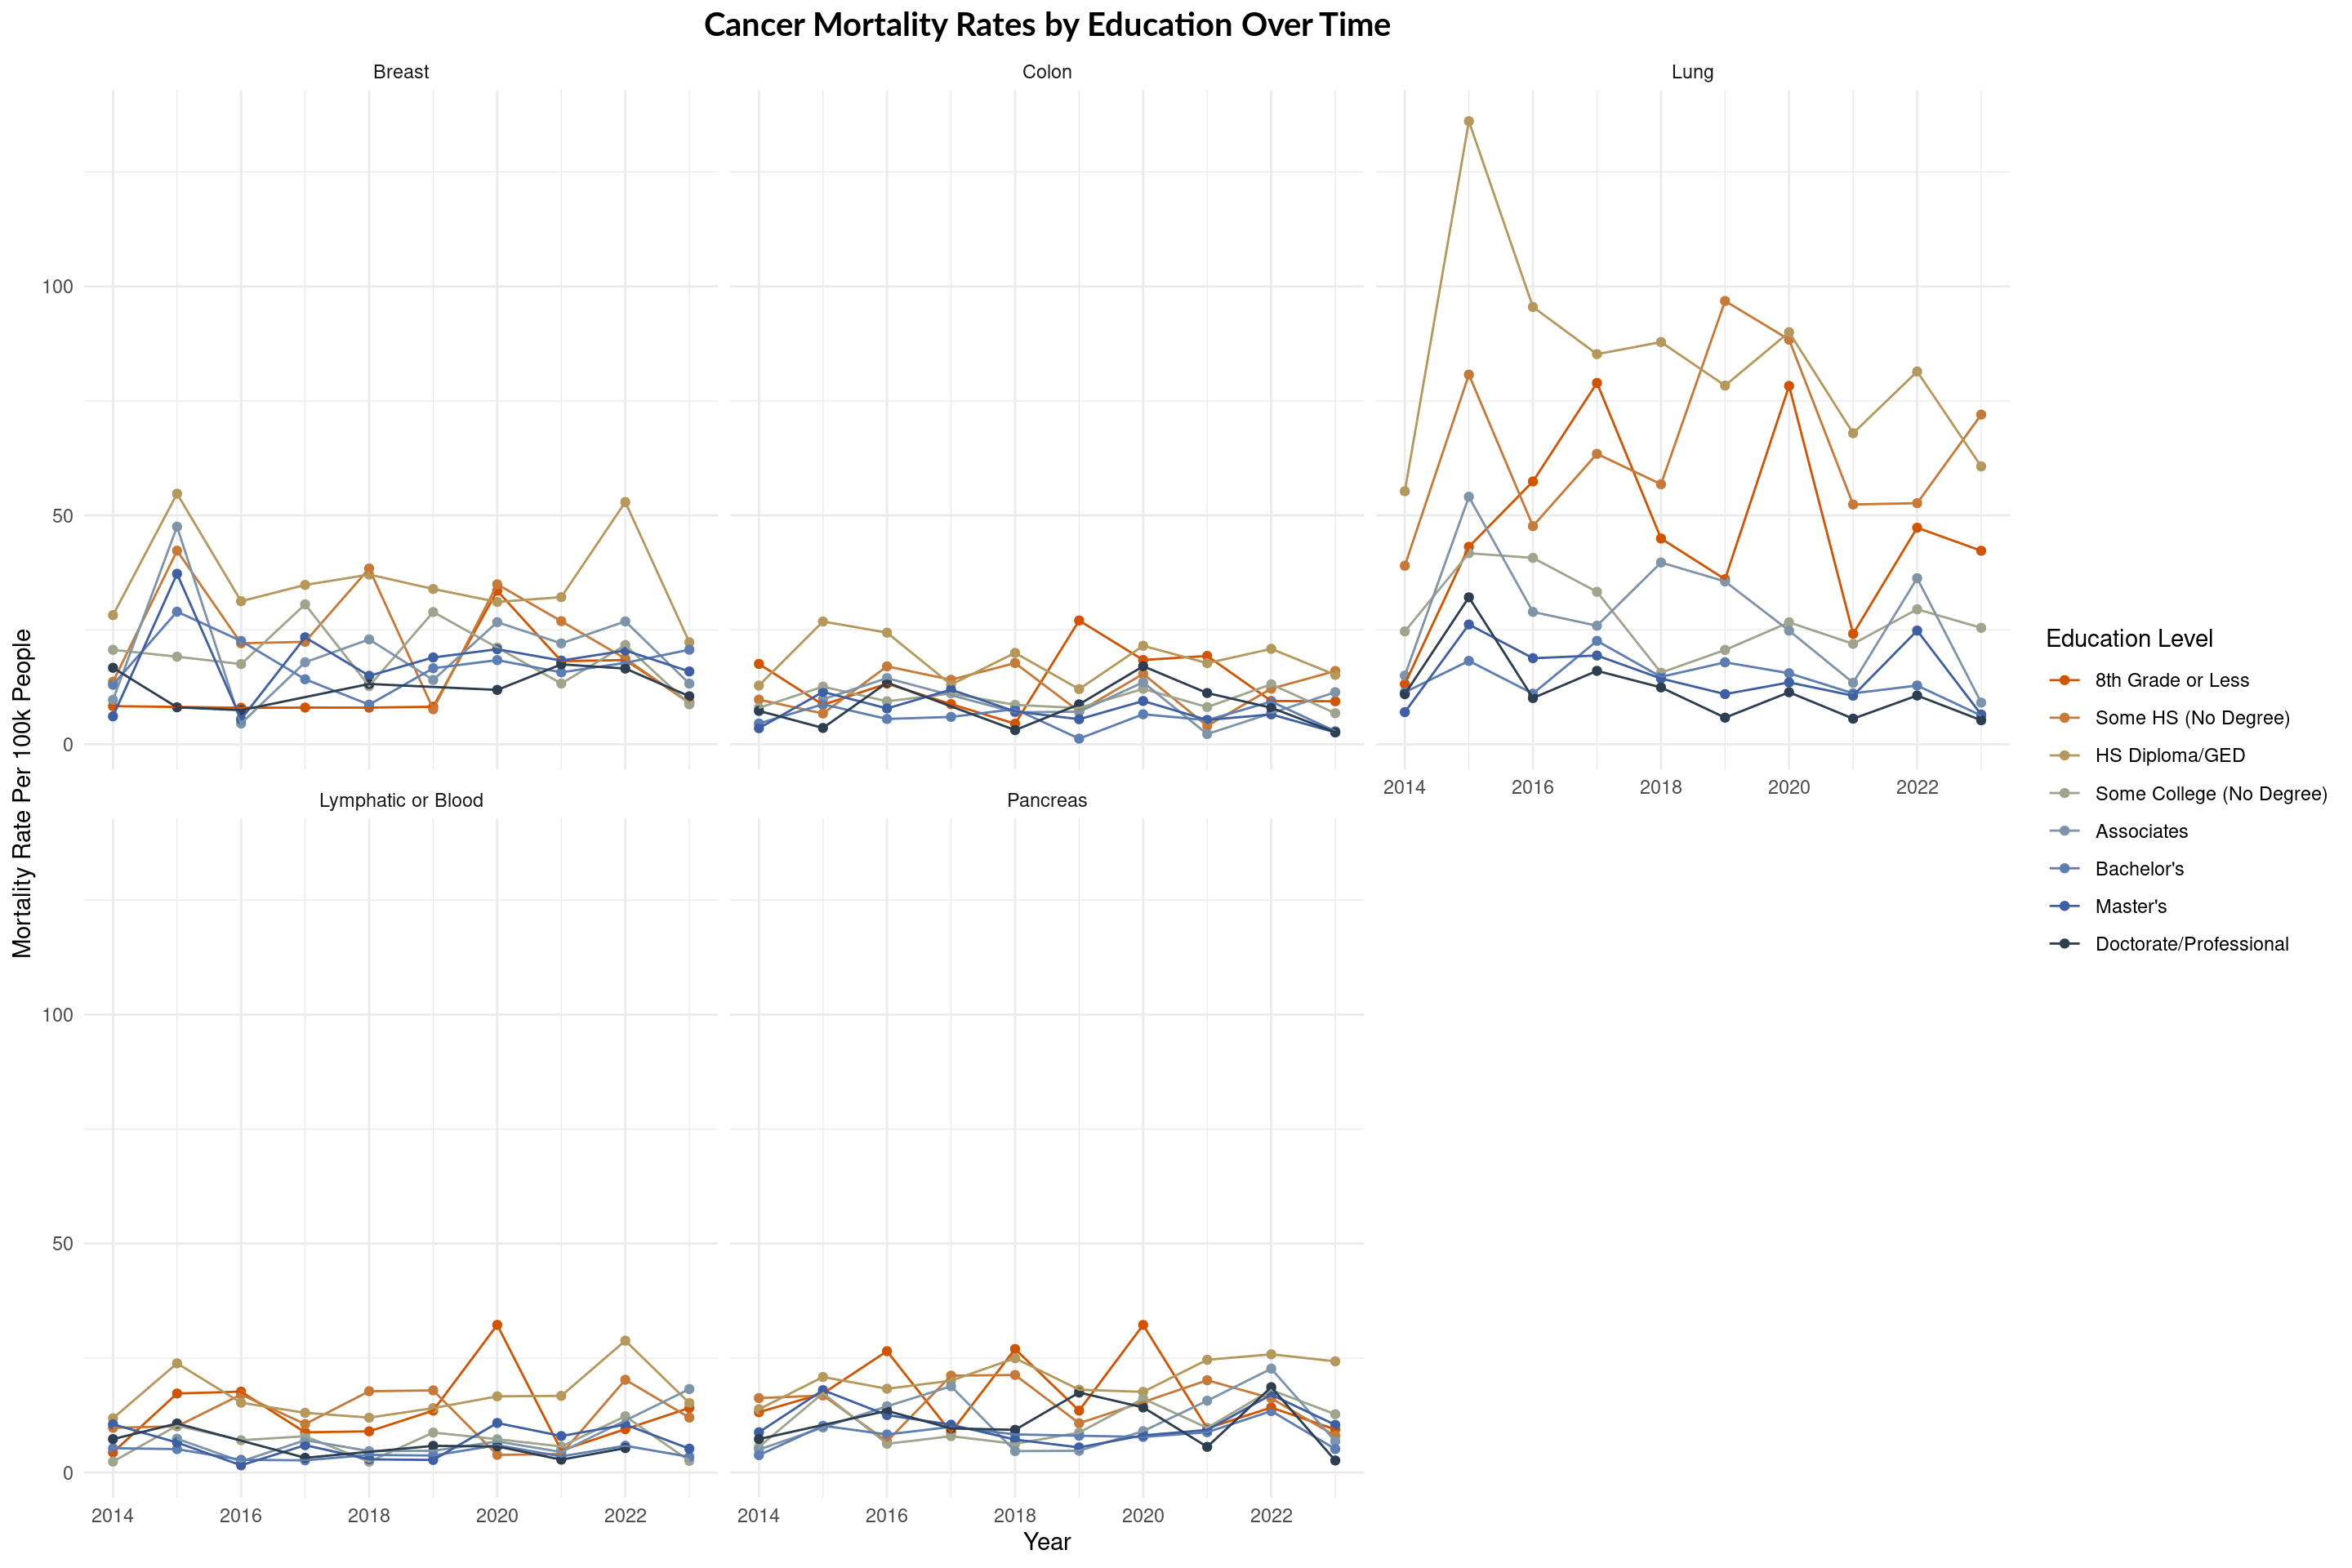 Cancer Mortality Rates by Education Over Time
Breast
Colon
Lung
100
50
0
2014 2016 2018 2020 2022
Lymphatic or Blood
Pancreas
100
50
0
2014 2016 2018 2020 2022
2014 2016 2018 2020 2022
Year
Mortality Rate Per 100k People
Education Level
8th Grade or Less
Some HS (No Degree)
HS Diploma/GED
Some College (No Degree)
Associates
Bachelor's
Master's
Doctorate/Professional